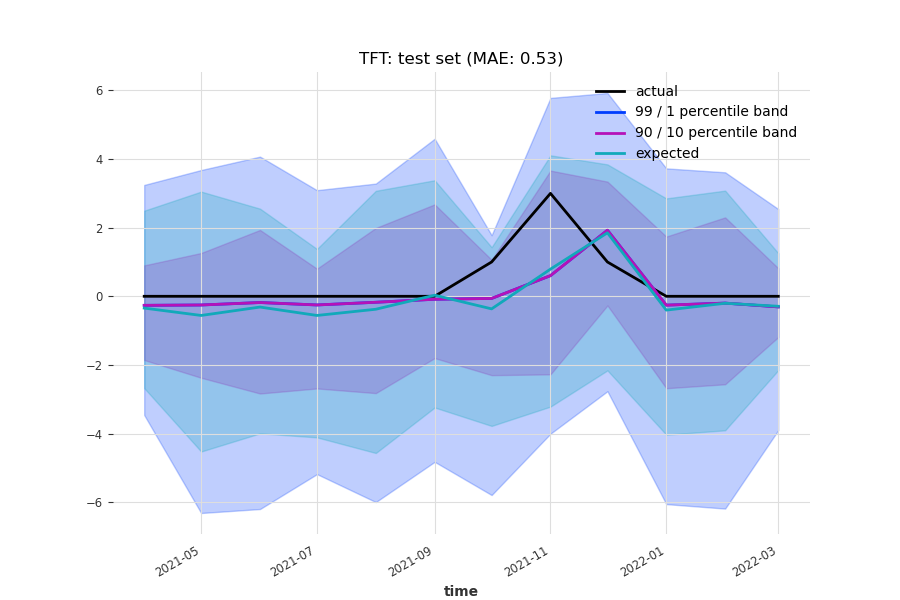 TFT: test set (MAE: 0.53)
actual
99 / 1 percentile band
90 / 10 percentile band
expected
6
4
2
0
−2
−4
−6
2021-05
2021-07
2021-09
2021-11
2022-01
2022-03
time